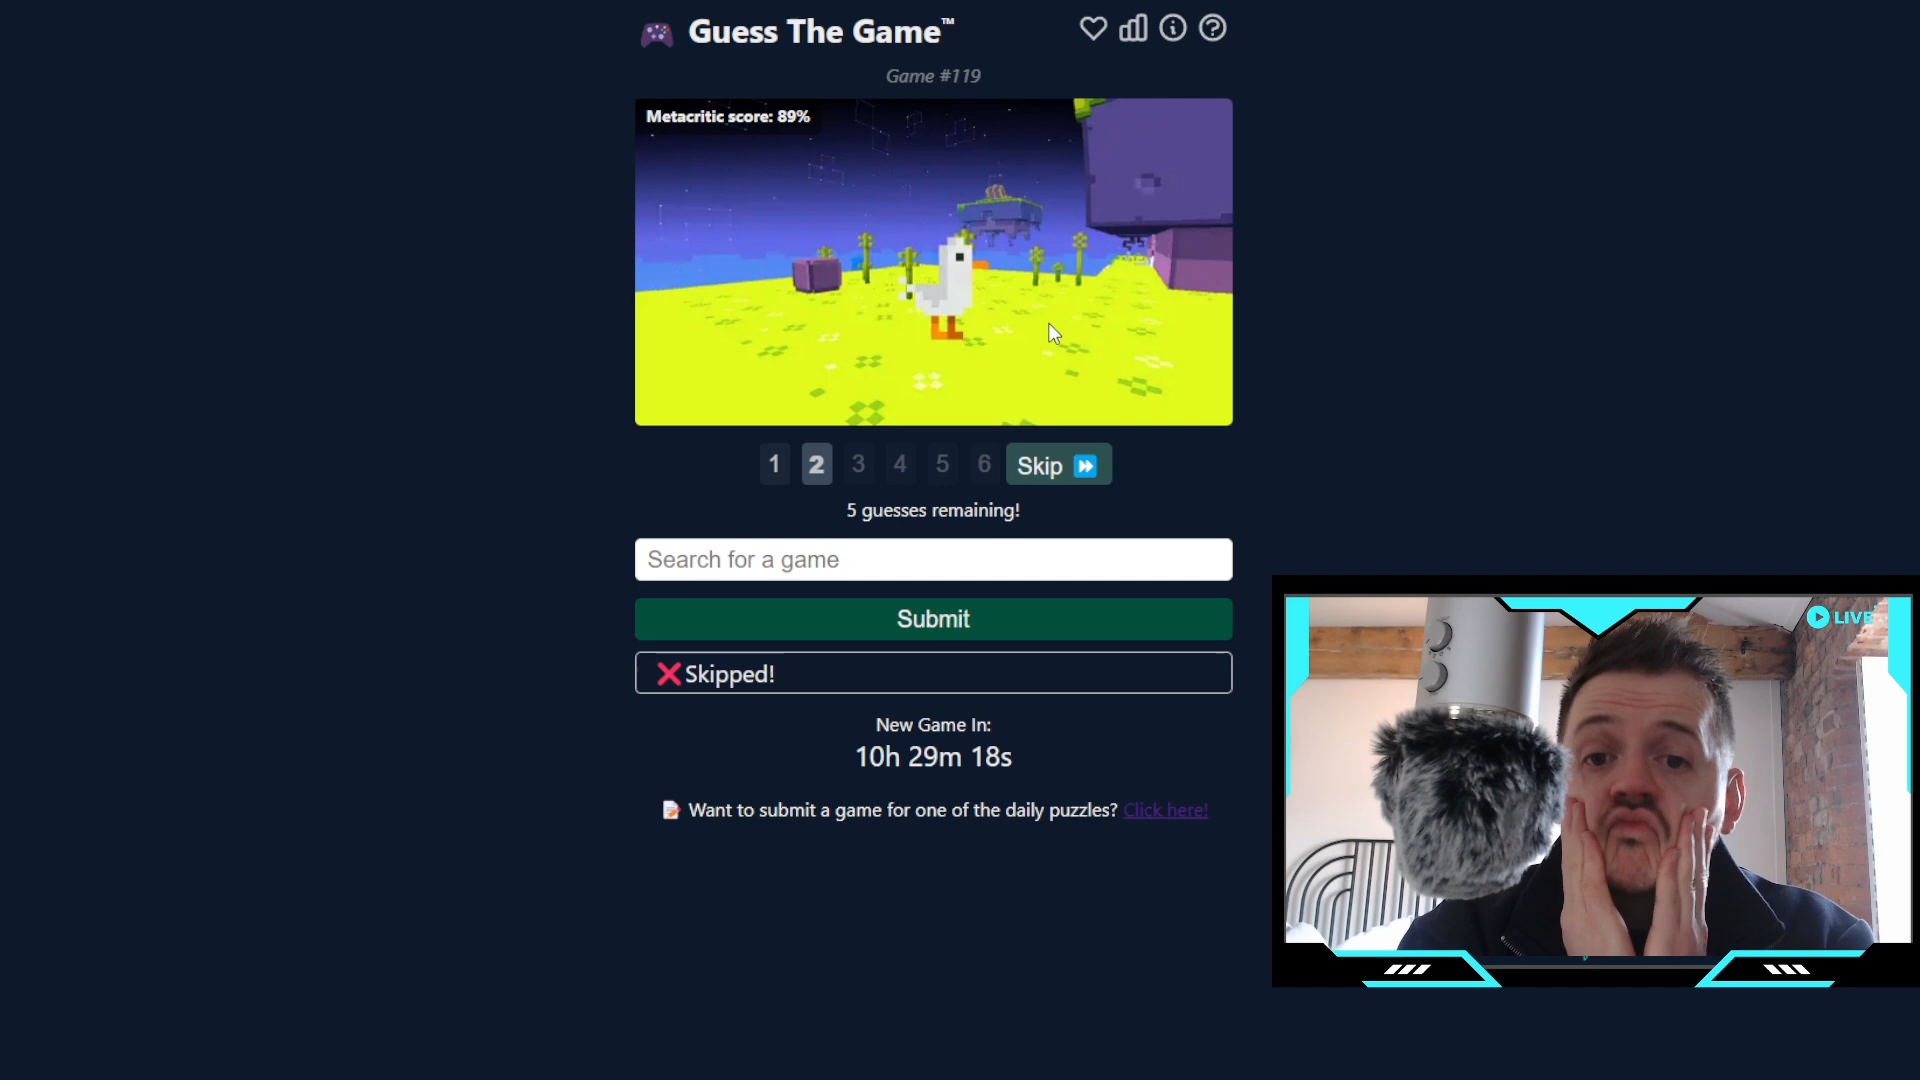 Guess The Game™
Game #119
Metacritic score: 89%
1 2 3 4 5 6 Skip
5 guesses remaining!
Search for a game
Submit
Skipped!
New Game In:
10h 29m 18s
Want to submit a game for one of the daily puzzles? Click here!
LIVE